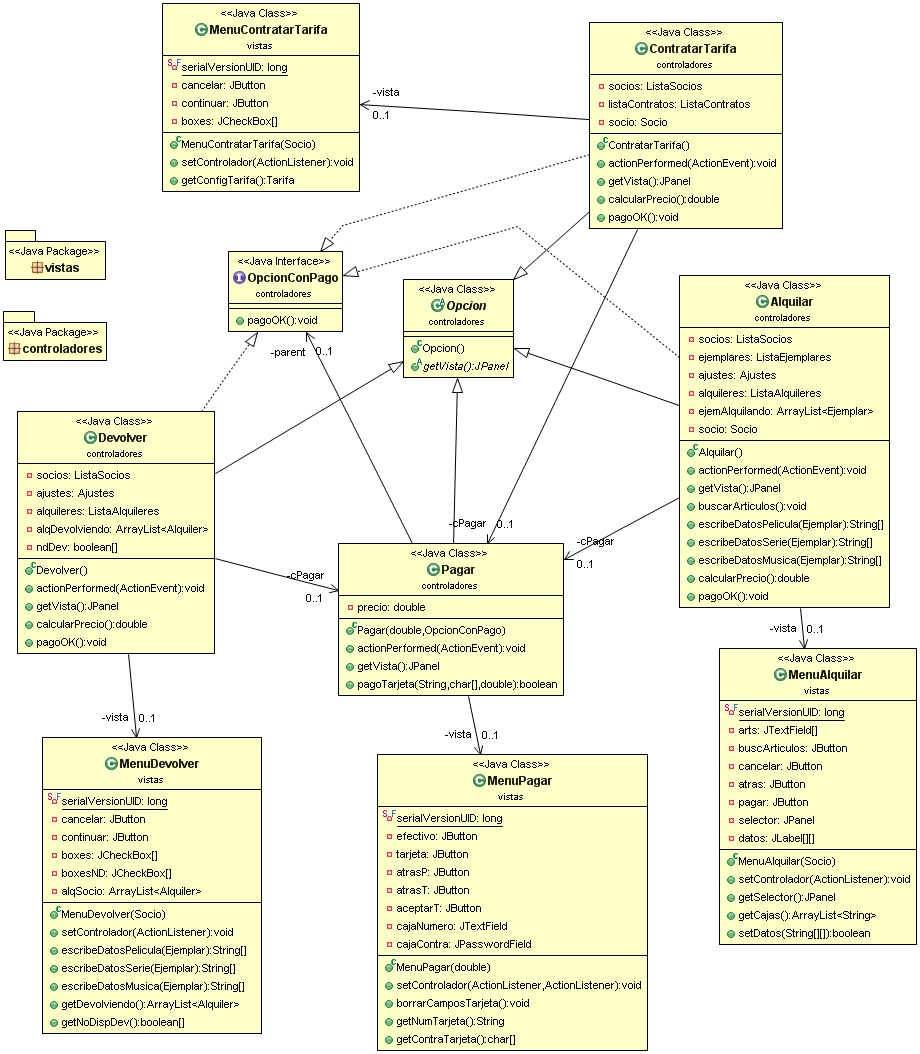 <<Java Class>>
MenuContratarTarifa
vistas
serialVersionUID: long
cancelar: JButton
continuar: JButton
boxes: JCheckBox[]
MenuContratarTarifa(Socio)
setControlador(ActionListener):void
getConfigTarifa():Tarifa
-vista
0..1
<<Java Class>>
ContratarTarifa
controladores
socios: ListaSocios
listaContratos: ListaContratos
socio: Socio
ContratarTarifa()
actionPerformed(ActionEvent):void
getVista():JPanel
calcularPrecio():double
pagoOK():void
<<Java Package>>
vistas
<<Java Package>>
controladores
<<Java Interface>>
OpcionConPago
controladores
pagoOK():void
-parent
0..1
<<Java Class>>
Opcion
controladores
Opcion()
getVista():JPanel
<<Java Class>>
Alquilar
controladores
socios: ListaSocios
ejemplares: ListaEjemplares
ajustes: Ajustes
alquileres: ListaAlquileres
ejemAlquilando: ArrayList<Ejemplar>
socio: Socio
Alquilar()
actionPerformed(ActionEvent):void
getVista():JPanel
buscarArticulos():void
escribeDatosPelicula(Ejemplar):String[]
escribeDatosSerie(Ejemplar):String[]
escribeDatosMusica(Ejemplar):String[]
calcularPrecio():double
pagoOK():void
<<Java Class>>
Devolver
controladores
socios: ListaSocios
ajustes: Ajustes
alquileres: ListaAlquileres
alqDevolviendo: ArrayList<Alquiler>
ndDev: boolean[]
Devolver()
actionPerformed(ActionEvent):void
getVista():JPanel
calcularPrecio():double
pagoOK():void
-cPagar
0..1
-cPagar
0..1
-cPagar
0..1
<<Java Class>>
Pagar
controladores
precio: double
Pagar(double,OpcionConPago)
actionPerformed(ActionEvent):void
getVista():JPanel
pagoTarjeta(String,char[],double):boolean
-vista
0..1
-vista
0..1
-vista
0..1
<<Java Class>>
MenuDevolver
vistas
serialVersionUID: long
cancelar: JButton
continuar: JButton
boxes: JCheckBox[]
boxesND: JCheckBox[]
alqSocio: ArrayList<Alquiler>
MenuDevolver(Socio)
setControlador(ActionListener):void
escribeDatosPelicula(Ejemplar):String[]
escribeDatosSerie(Ejemplar):String[]
escribeDatosMusica(Ejemplar):String[]
getDevolviendo():ArrayList<Alquiler>
getNoDispDev():boolean[]
<<Java Class>>
MenuPagar
vistas
serialVersionUID: long
efectivo: JButton
tarjeta: JButton
atrasP: JButton
atrasT: JButton
aceptarT: JButton
cajaNumero: JTextField
cajaContra: JPasswordField
MenuPagar(double)
setControlador(ActionListener,ActionListener):void
borrarCamposTarjeta():void
getNumTarjeta():String
getContraTarjeta():char[]
<<Java Class>>
MenuAlquilar
vistas
serialVersionUID: long
arts: JTextField[]
buscArticulos: JButton
cancelar: JButton
atras: JButton
pagar: JButton
selector: JPanel
datos: JLabel[][]
MenuAlquilar(Socio)
setControlador(ActionListener):void
getSelector():JPanel
getCajas():ArrayList<String>
setDatos(String[][]):boolean